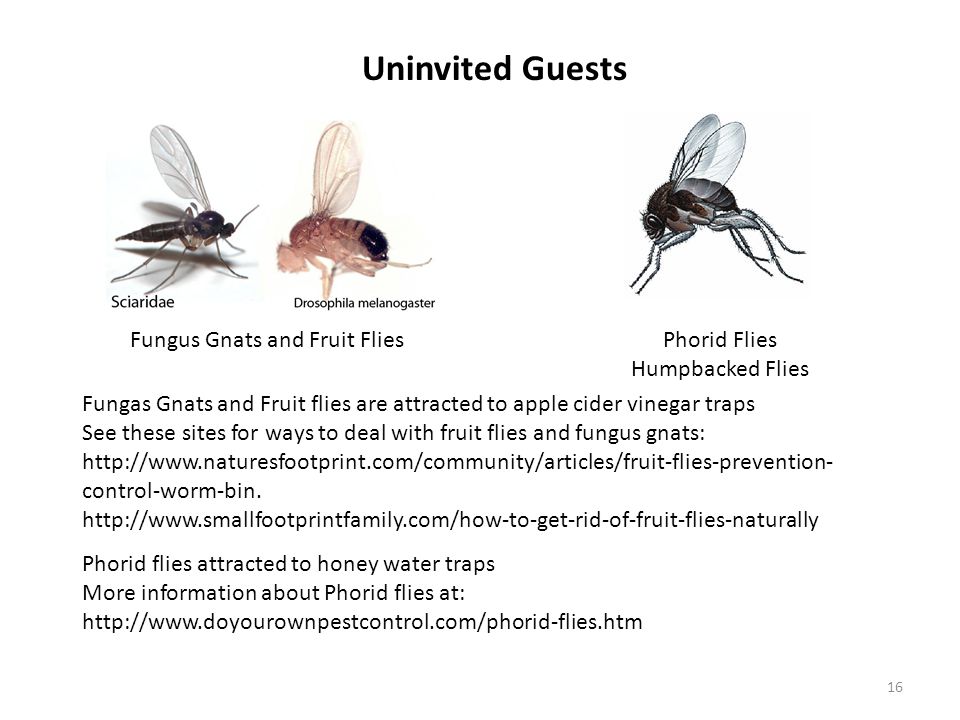 Uninvited Guests
Sciaridae
Drosophila melanogaster
Fungus Gnats and Fruit Flies
Phorid Flies
Humpbacked Flies
Fungas Gnats and Fruit flies are attracted to apple cider vinegar traps
See these sites for ways to deal with fruit flies and fungus gnats:
http://www.naturesfootprint.com/community/articles/fruit-flies-prevention-
control-worm-bin.
http://www.smallfootprintfamily.com/how-to-get-rid-of-fruit-flies-naturally
Phorid flies attracted to honey water traps
More information about Phorid flies at:
http://www.doyourownpestcontrol.com/phorid-flies.htm
16